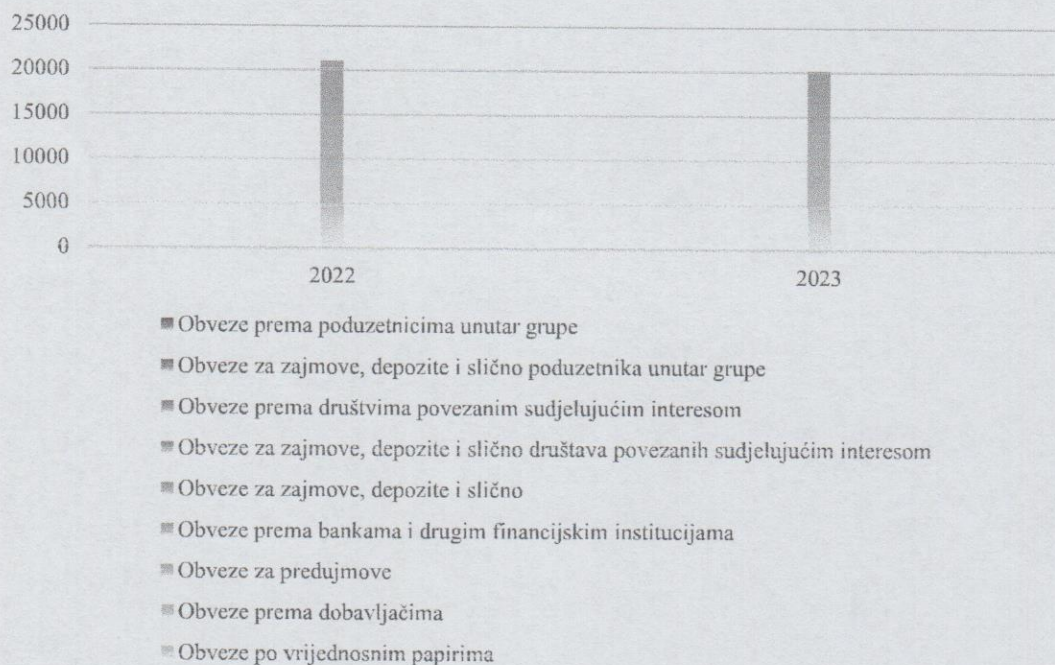 25000
20000
15000
10000
5000
0
2022 2023
Obveze prema poduzetnicima unutar grupe
Obveze za zajmove, depozite i slično poduzetnika unutar grupe
Obveze prema društvima povezanim sudjelujućim interesom
Obveze za zajmove, depozite i slično društava povezanih sudjelujućim interesom
Obveze za zajmove, depozite i slično
Obveze prema bankama i drugim financijskim institucijama
Obveze za predujmove
Obveze prema dobavljačima
Obveze po vrijednosnim papirima